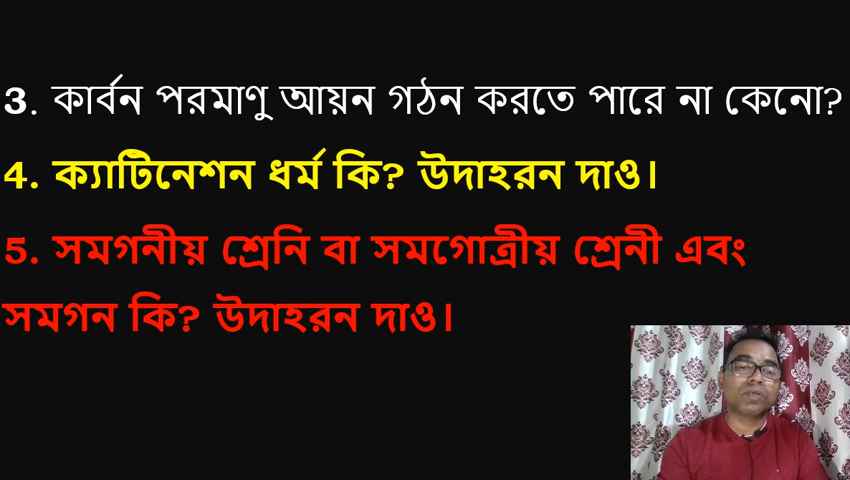 3. কার্বন পরমাণু আয়ন গঠন করতে পারে না কেনো?
4. ক্যাটিনেশন ধর্ম কি? উদাহরন দাও।
5. সমগনীয় শ্রেনি বা সমগোত্রীয় শ্রেনী এবং
সমগন কি? উদাহরন দাও।